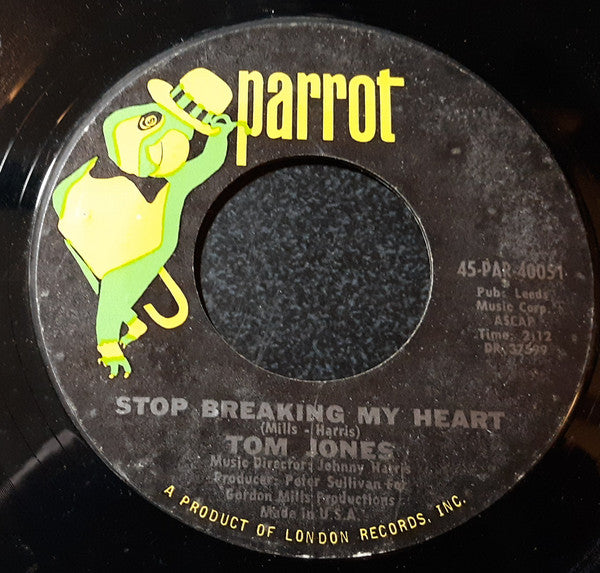 parrot
45-PAR-40051
Pub: Leeds
Music Corp.
ASCAP
Time: 2:12
DR 37599
STOP BREAKING MY HEART
(Mills - Harris)
TOM JONES
Music Director: Johnny Harris
Producer: Peter Sullivan For
Gordon Mills Productions
Made in U.S.A.
A PRODUCT OF LONDON RECORDS, INC.